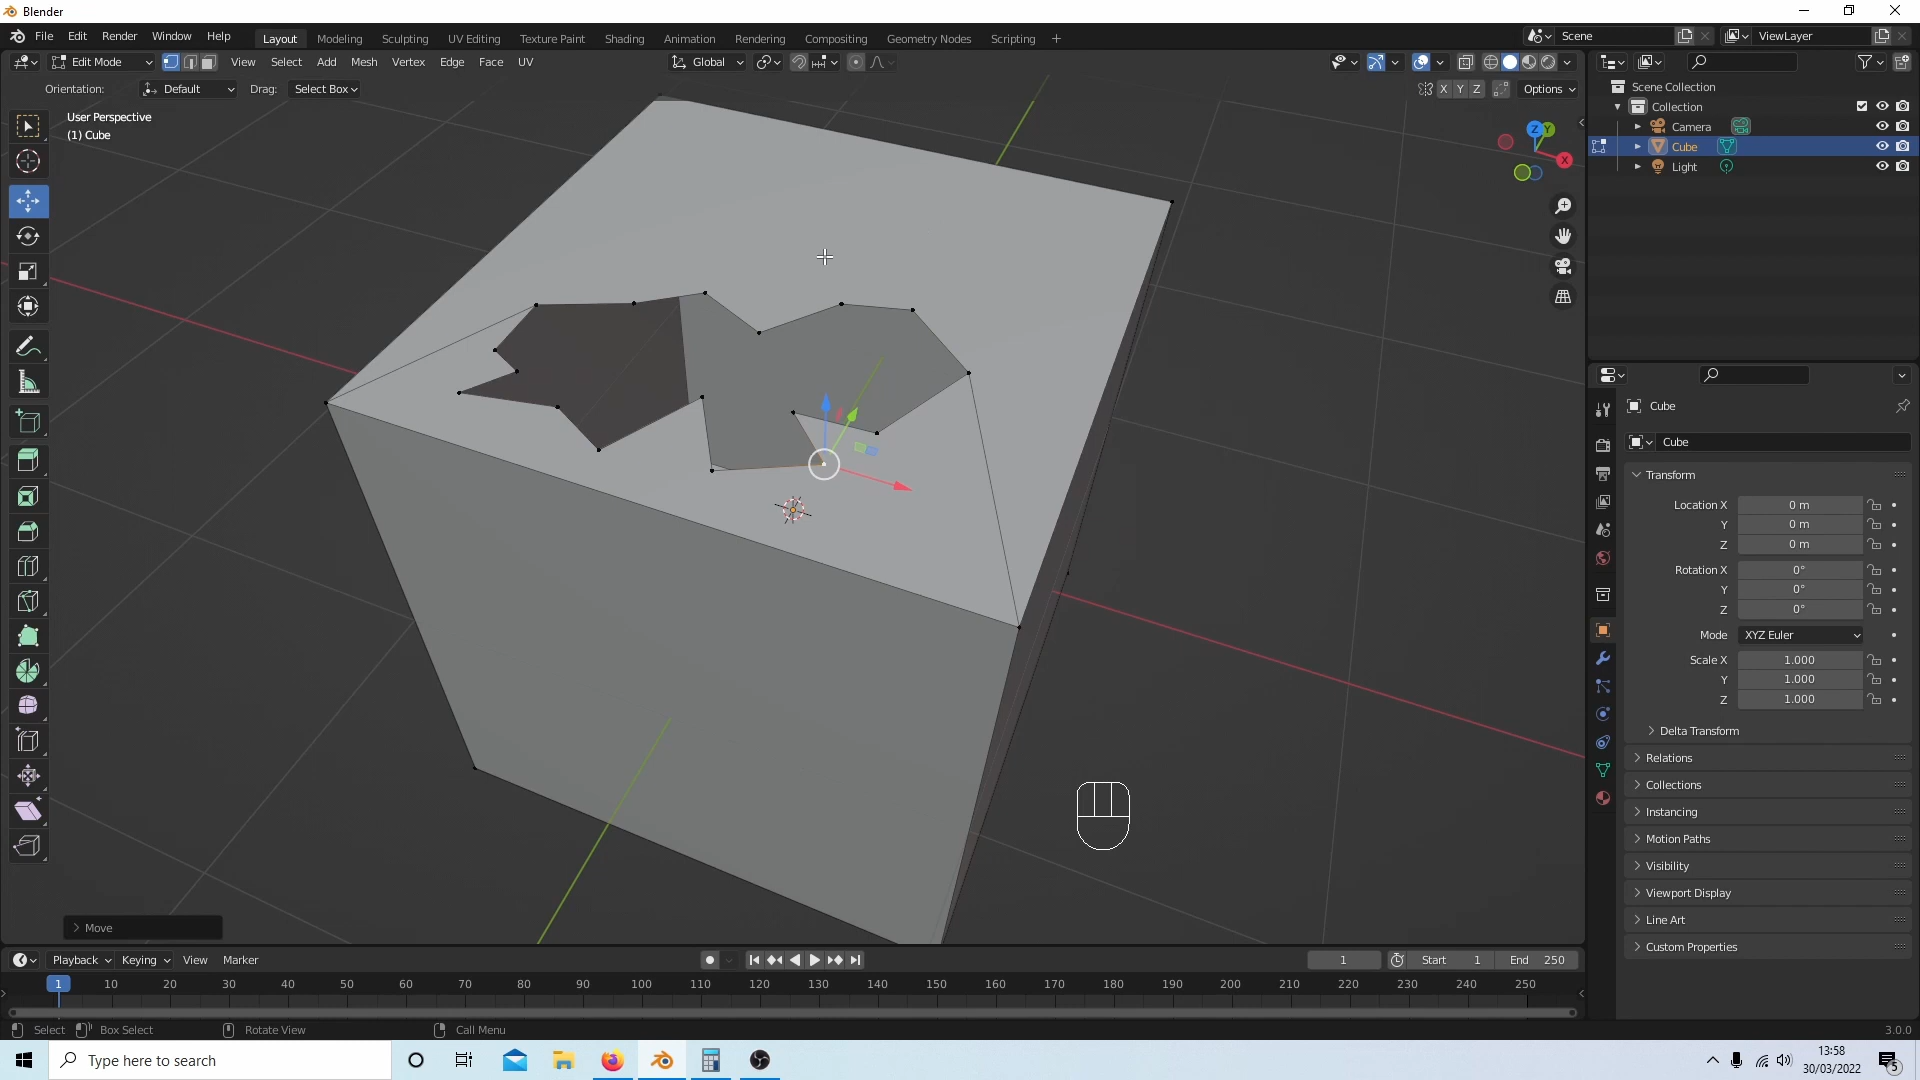 Blender
File Edit Render Window Help
Layout Modeling Sculpting UV Editing Texture Paint Shading Animation Rendering Compositing Geometry Nodes Scripting +
Scene
ViewLayer
Edit Mode
View Select Add Mesh Vertex Edge Face UV
Global
Orientation: Default Drag: Select Box
X Y Z Options
User Perspective
(1) Cube
Z Y X
Scene Collection
Collection
Camera
Cube
Light
Cube
Cube
Transform
Location X 0 m
Y 0 m
Z 0 m
Rotation X 0°
Y 0°
Z 0°
Mode XYZ Euler
Scale X 1.000
Y 1.000
Z 1.000
Delta Transform
Relations
Collections
Instancing
Motion Paths
Visibility
Viewport Display
Line Art
Custom Properties
Move
Playback Keying View Marker
1 Start 1 End 250
1 10 20 30 40 50 60 70 80 90 100 110 120 130 140 150 160 170 180 190 200 210 220 230 240 250
Select Box Select Rotate View Call Menu
3.0.0
Type here to search
13:58
30/03/2022
5